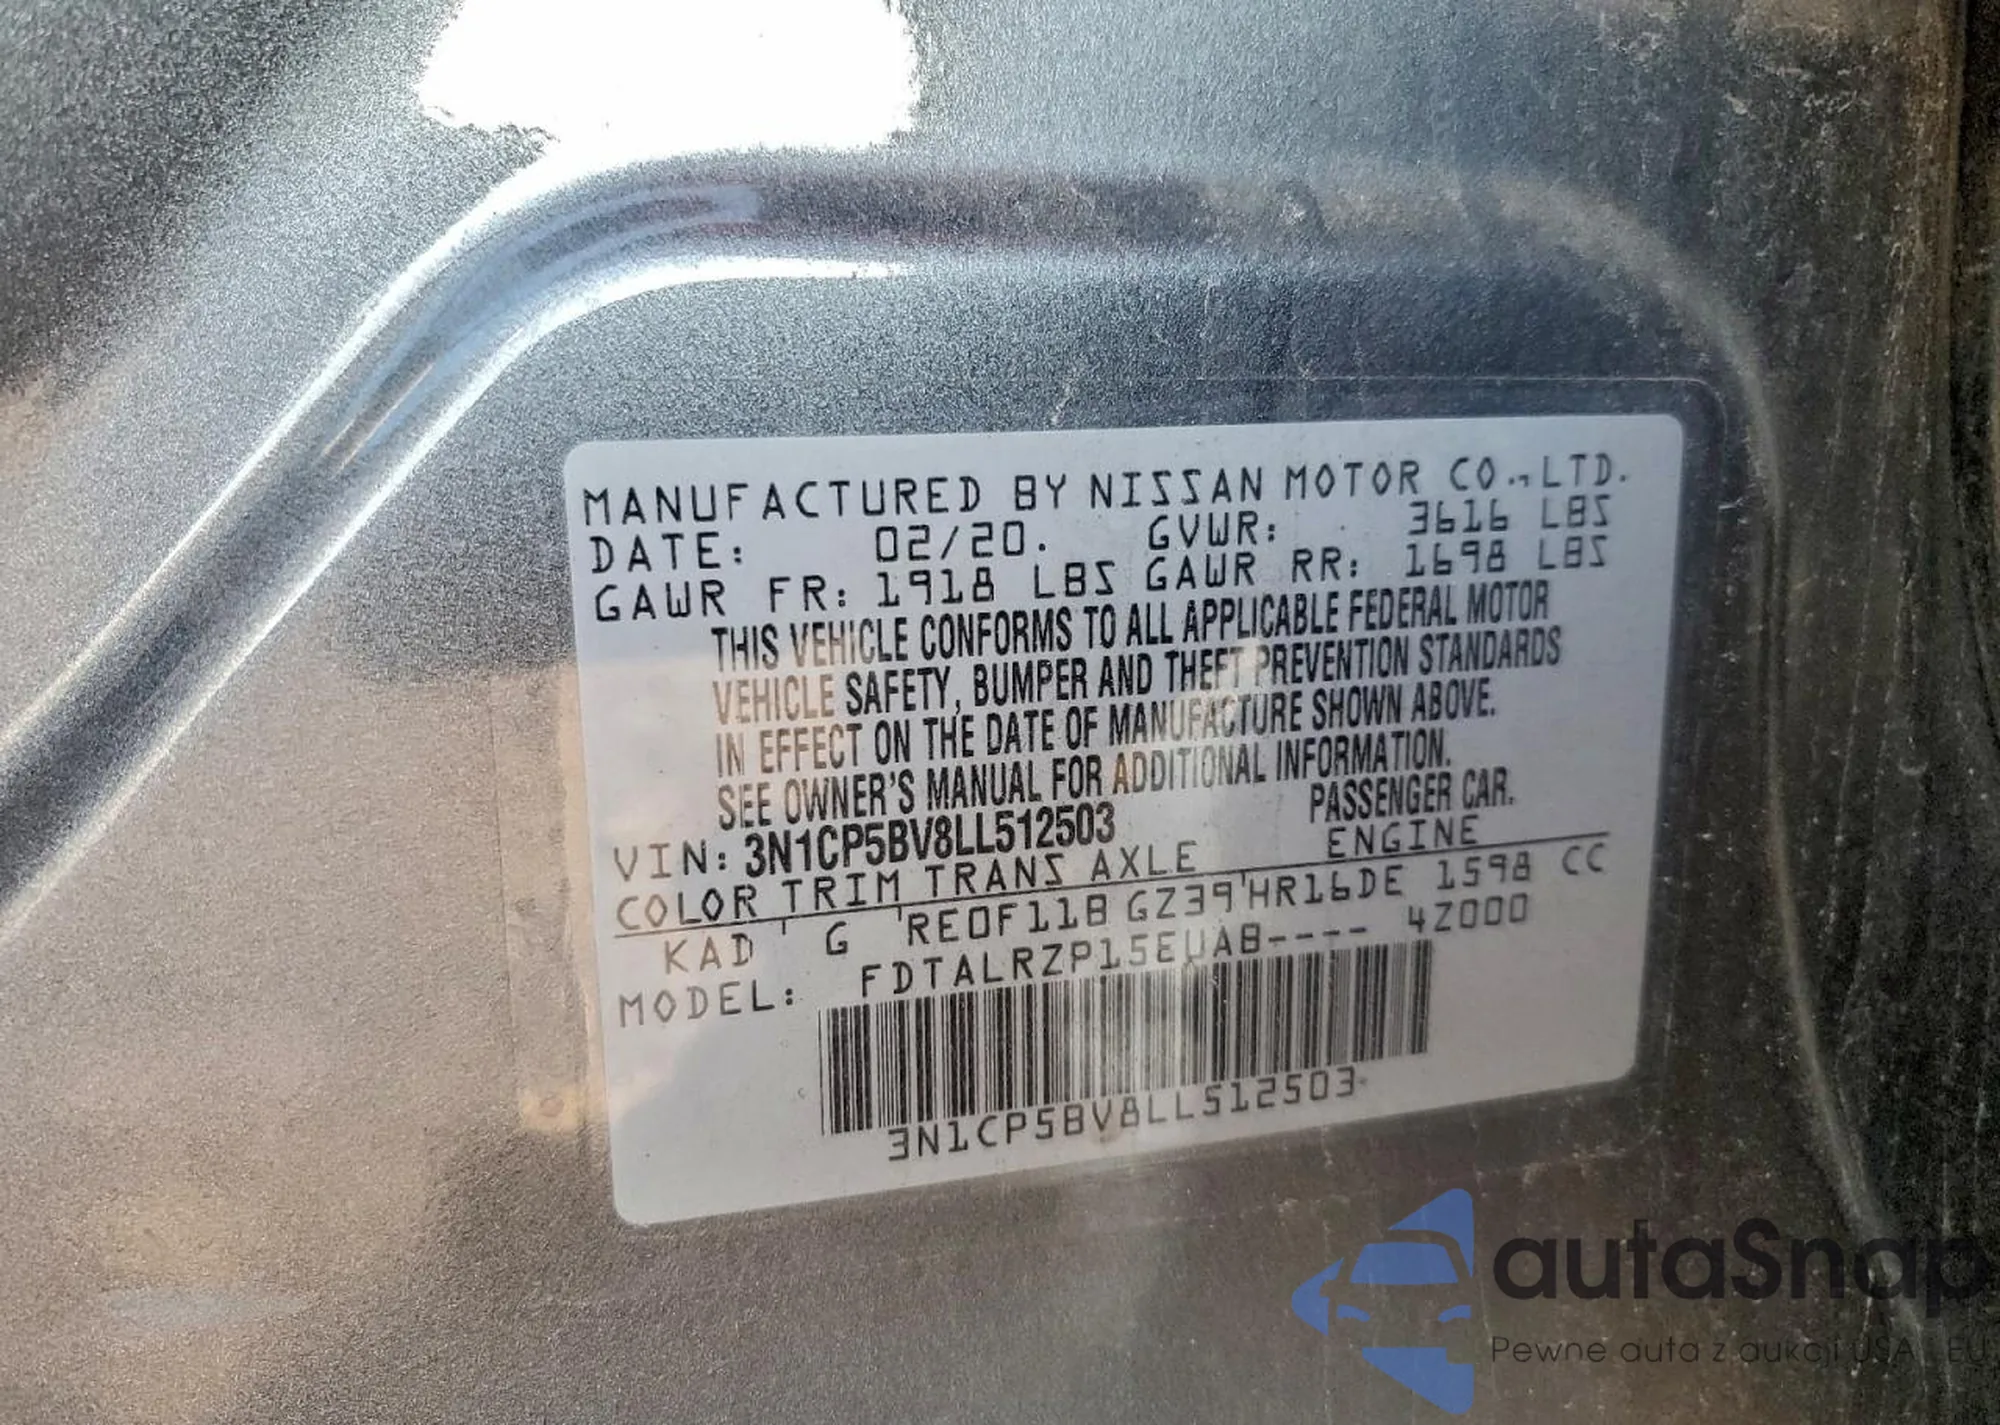 MANUFACTURED BY NISSAN MOTOR CO.,LTD.
DATE: 02/20. GVWR: 3616 LBS
GAWR FR: 1918 LBS GAWR RR: 1698 LBS
THIS VEHICLE CONFORMS TO ALL APPLICABLE FEDERAL MOTOR
VEHICLE SAFETY, BUMPER AND THEFT PREVENTION STANDARDS
IN EFFECT ON THE DATE OF MANUFACTURE SHOWN ABOVE.
SEE OWNER'S MANUAL FOR ADDITIONAL INFORMATION.
VIN: 3N1CP5BV8LL512503 PASSENGER CAR.
COLOR TRIM TRANS AXLE ENGINE
KAD G RE0F11B GZ39 HR16DE 1598 CC
MODEL: FDTALRZP15EUAB---- 4Z000
3N1CP5BV8LL512503
autaSnap
Pewne auta z aukcji USA i EU